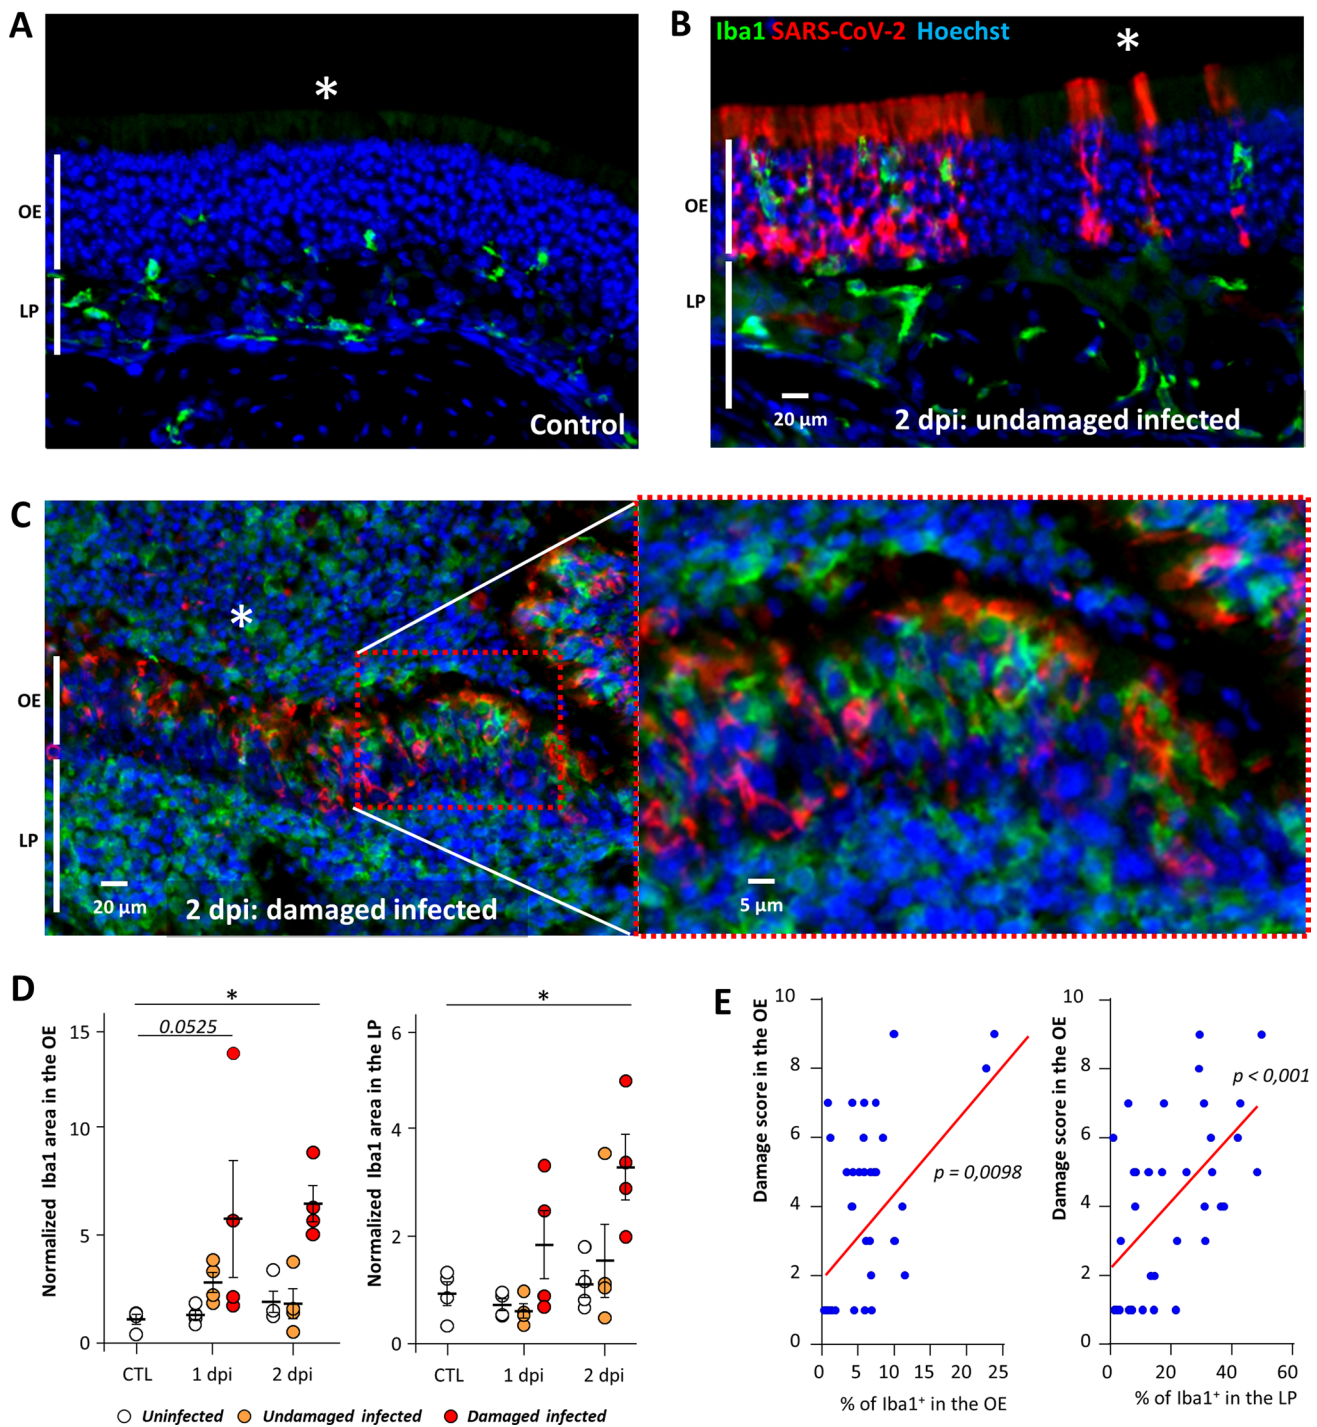 A
*
OE
LP
Control
B
Iba1 SARS-CoV-2 Hoechst
*
OE
LP
20 µm
2 dpi: undamaged infected
C
*
OE
LP
20 µm
2 dpi: damaged infected
5 µm
D
Normalized Iba1 area in the OE
*
0.0525
15
10
5
0
CTL
1 dpi
2 dpi
Normalized Iba1 area in the LP
*
6
4
2
0
CTL
1 dpi
2 dpi
Uninfected Undamaged infected Damaged infected
E
Damage score in the OE
10
8
6
4
2
0
p = 0,0098
0 5 10 15 20 25
% of Iba1⁺ in the OE
Damage score in the OE
10
8
6
4
2
0
p < 0,001
0 20 40 60
% of Iba1⁺ in the LP